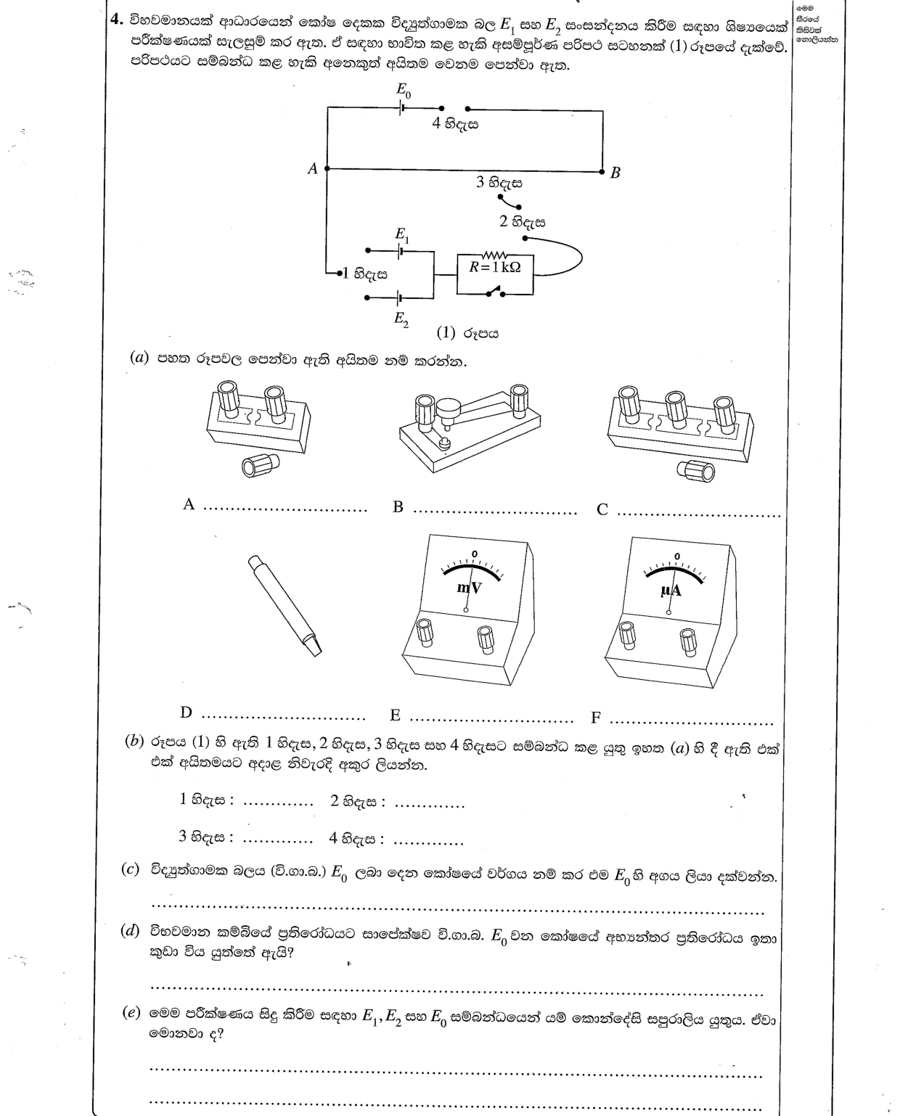 4. විභවමානයක් ආධාරයෙන් කෝෂ දෙකක විද්‍යුත්ගාමක බල E₁ සහ E₂ සංසන්දනය කිරීම සඳහා ශිෂ්‍යයෙක්
පරීක්ෂණයක් සැලසුම් කර ඇත. ඒ සඳහා භාවිත කළ හැකි අසම්පූර්ණ පරිපථ සටහනක් (1) රූපයේ දැක්වේ.
පරිපථයට සම්බන්ධ කළ හැකි අනෙකුත් අයිතම වෙනම පෙන්වා ඇත.
මෙම
තීරයේ
කිසිවක්
නොලියන්න
E₀
4 හිදැස
A
B
3 හිදැස
2 හිදැස
E₁
1 හිදැස
R = 1 kΩ
E₂
(1) රූපය
(a) පහත රූපවල පෙන්වා ඇති අයිතම නම් කරන්න.
A ..............................
B ..............................
C ..............................
0
mV
0
μA
D ..............................
E ..............................
F ..............................
(b) රූපය (1) හි ඇති 1 හිදැස, 2 හිදැස, 3 හිදැස සහ 4 හිදැසට සම්බන්ධ කළ යුතු ඉහත (a) හි දී ඇති එක්
එක් අයිතමයට අදාළ නිවැරදි අකුර ලියන්න.
1 හිදැස : ............. 2 හිදැස : .............
3 හිදැස : ............. 4 හිදැස : .............
(c) විද්‍යුත්ගාමක බලය (වි.ගා.බ.) E₀ ලබා දෙන කෝෂයේ වර්ගය නම් කර එම E₀ හි අගය ලියා දක්වන්න.
(d) විභවමාන කම්බියේ ප්‍රතිරෝධයට සාපේක්ෂව වි.ගා.බ. E₀ වන කෝෂයේ අභ්‍යන්තර ප්‍රතිරෝධය ඉතා
කුඩා විය යුත්තේ ඇයි?
(e) මෙම පරීක්ෂණය සිදු කිරීම සඳහා E₁, E₂ සහ E₀ සම්බන්ධයෙන් යම් කොන්දේසි සපුරාලිය යුතුය. ඒවා
මොනවා ද?